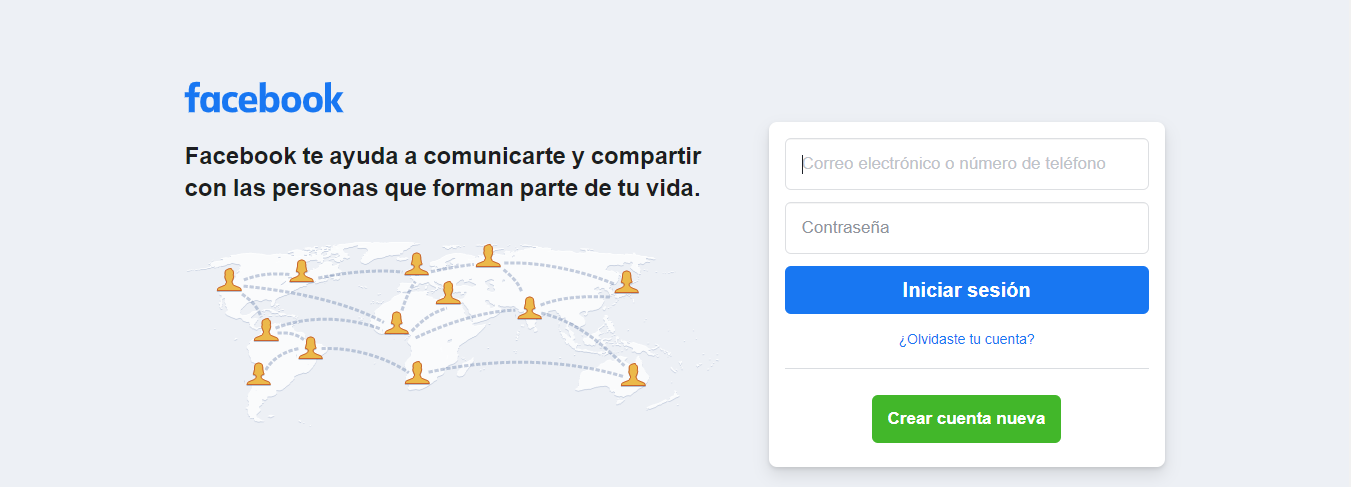 facebook
Facebook te ayuda a comunicarte y compartir
con las personas que forman parte de tu vida.
Correo electrónico o número de teléfono
Contraseña
Iniciar sesión
¿Olvidaste tu cuenta?
Crear cuenta nueva